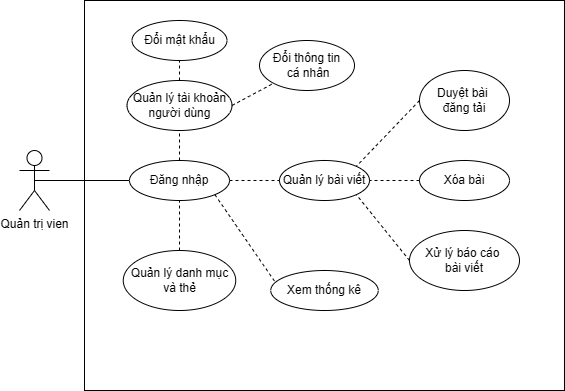 Đổi mật khẩu
Đổi thông tin
cá nhân
Quản lý tài khoản
người dùng
Duyệt bài
đăng tải
Đăng nhập
Quản lý bài viết
Xóa bài
Quản trị vien
Quản lý danh mục
và thẻ
Xem thống kê
Xử lý báo cáo
bài viết